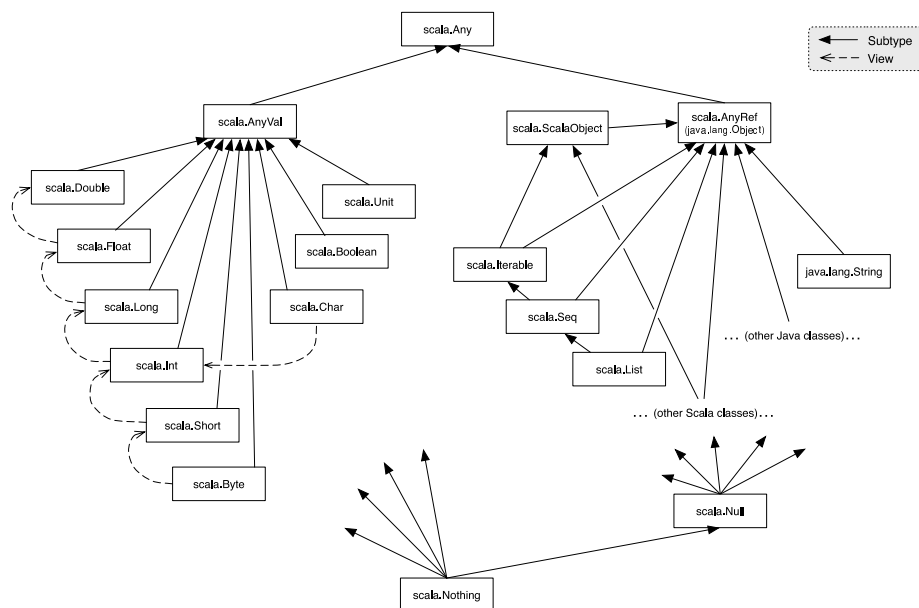 scala.Any
Subtype
View
scala.AnyVal
scala.ScalaObject
scala.AnyRef
(java.lang.Object)
scala.Double
scala.Unit
scala.Float
scala.Boolean
scala.Iterable
java.lang.String
scala.Long
scala.Char
scala.Seq
... (other Java classes)...
scala.Int
scala.List
scala.Short
... (other Scala classes)...
scala.Byte
scala.Null
scala.Nothing